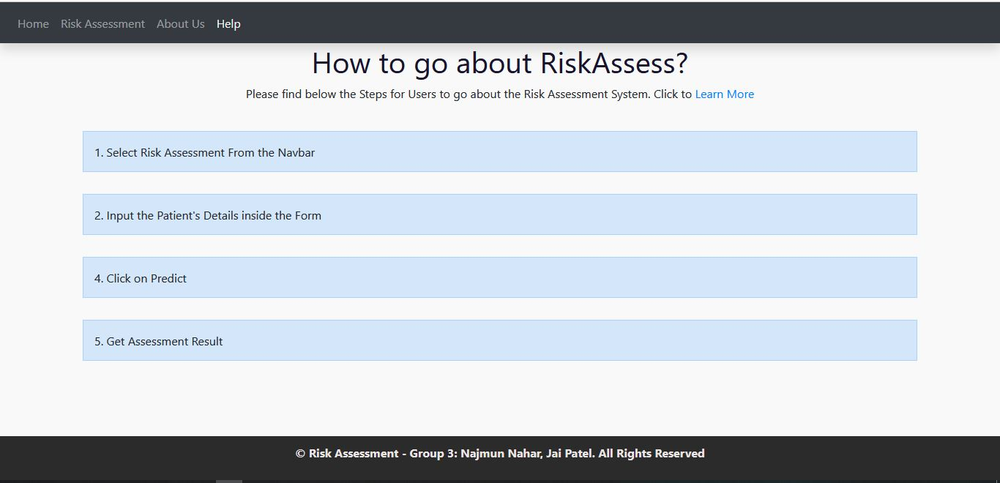 Home Risk Assessment About Us Help
How to go about RiskAssess?
Please find below the Steps for Users to go about the Risk Assessment System. Click to Learn More
1. Select Risk Assessment From the Navbar
2. Input the Patient's Details inside the Form
4. Click on Predict
5. Get Assessment Result
© Risk Assessment - Group 3: Najmun Nahar, Jai Patel. All Rights Reserved